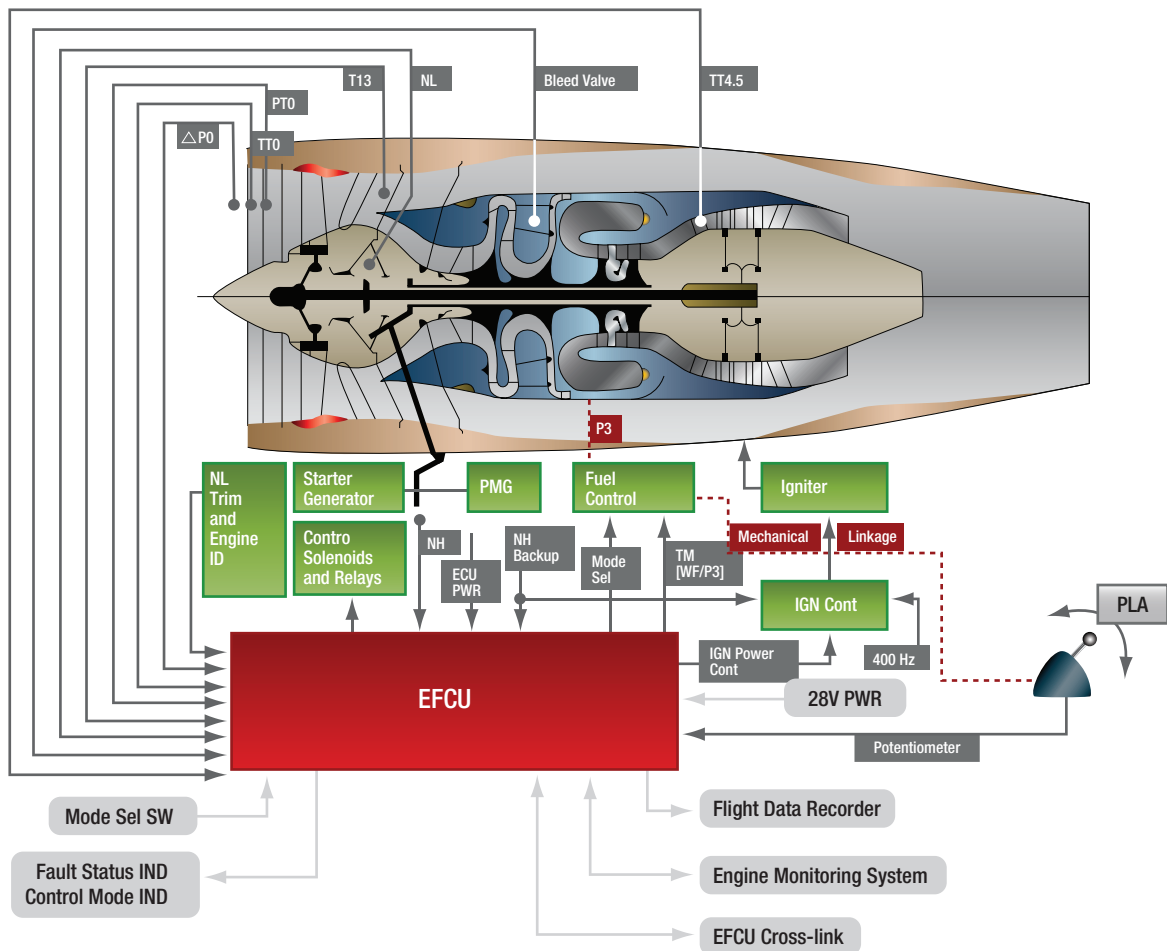 T13
NL
Bleed Valve
TT4.5
PT0
△P0
TT0
P3
NL
Trim
and
Engine
ID
Starter
Generator
PMG
Fuel
Control
Igniter
Contro
Solenoids
and Relays
NH
ECU
PWR
NH
Backup
Mode
Sel
TM
[WF/P3]
Mechanical
Linkage
IGN Cont
PLA
IGN Power
Cont
400 Hz
EFCU
28V PWR
Potentiometer
Mode Sel SW
Flight Data Recorder
Fault Status IND
Control Mode IND
Engine Monitoring System
EFCU Cross-link